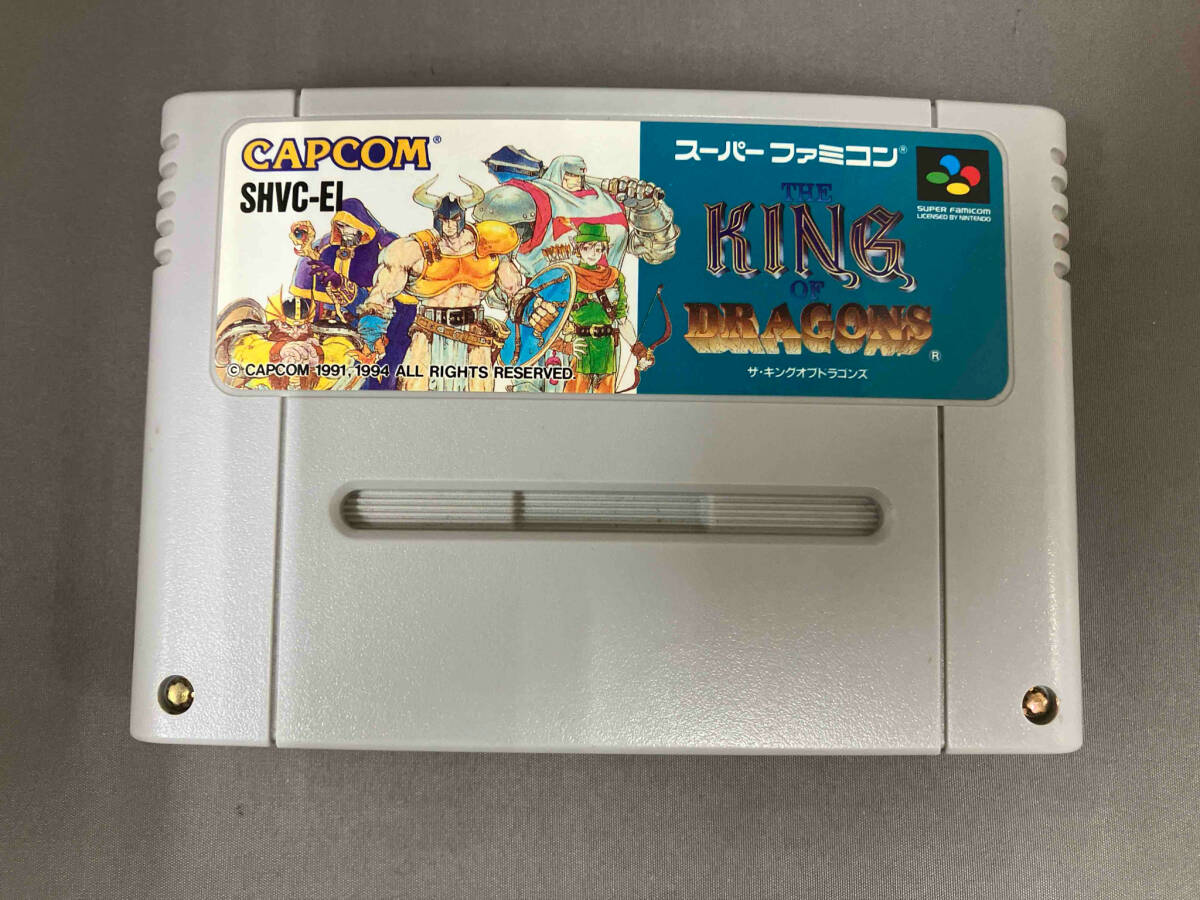 CAPCOM®
SHVC-EI
© CAPCOM 1991, 1994 ALL RIGHTS RESERVED.
スーパーファミコン®
SUPER FAMICOM
LICENSED BY NINTENDO
THE
KING
OF
DRAGONS
®
ザ・キングオブドラゴンズ